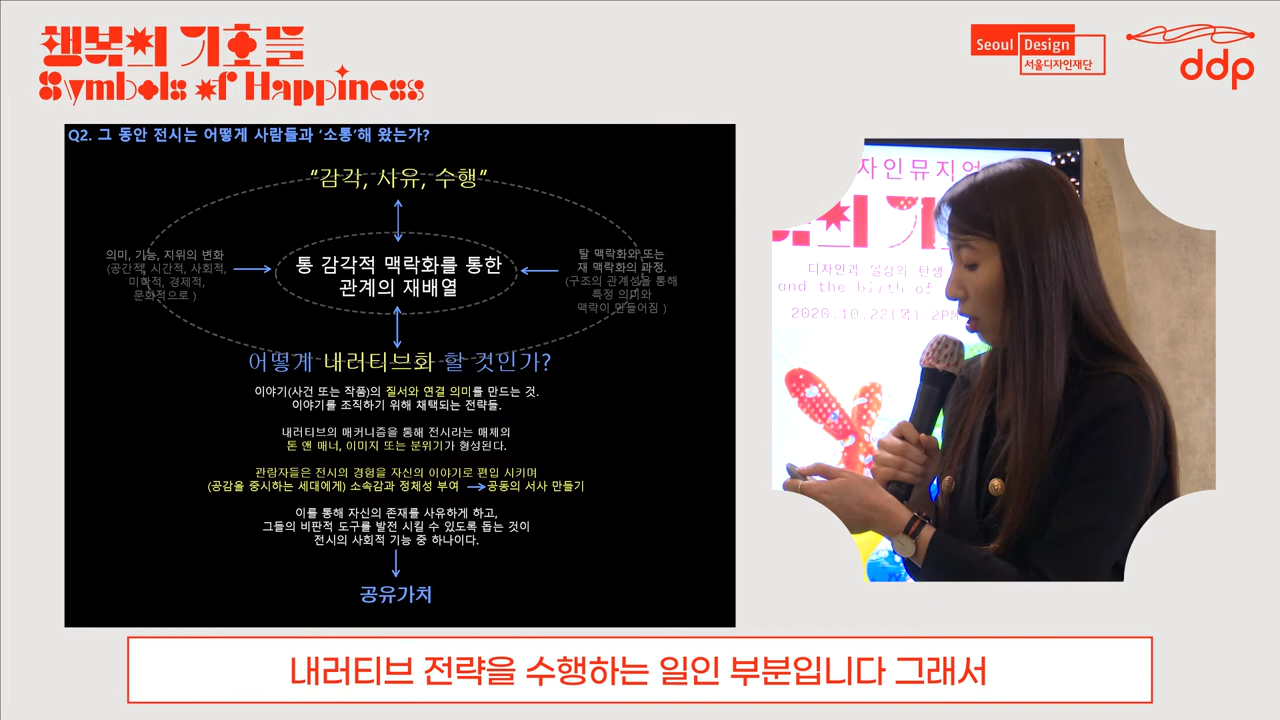 행복의 기호들
Symbols of Happiness
Seoul Design
서울디자인재단
ddp
Q2. 그 동안 전시는 어떻게 사람들과 '소통'해 왔는가?
"감각, 사유, 수행"
의미, 기능, 지위의 변화
(공간적, 시간적, 사회적,
미학적, 경제적,
문화적으로 )
통 감각적 맥락화를 통한
관계의 재배열
탈 맥락화와 또는
재 맥락화의 과정.
(구조의 관계성을 통해
특정 의미와
맥락이 만들어짐 )
어떻게 내러티브화 할 것인가?
이야기(사건 또는 작품)의 질서와 연결 의미를 만드는 것.
이야기를 조직하기 위해 채택되는 전략들.
내러티브의 매커니즘을 통해 전시라는 매체의
톤 앤 매너, 이미지 또는 분위기가 형성된다.
관람자들은 전시의 경험을 자신의 이야기로 편입 시키며
(공감을 중시하는 세대에게) 소속감과 정체성 부여 → 공동의 서사 만들기
이를 통해 자신의 존재를 사유하게 하고,
그들의 비판적 도구를 발전 시킬 수 있도록 돕는 것이
전시의 사회적 기능 중 하나이다.
공유가치
자인뮤지엄
복의 기호
디자인과 일상의 탄생
and the birth of
2020.10.22(목) 2PM
내러티브 전략을 수행하는 일인 부분입니다 그래서